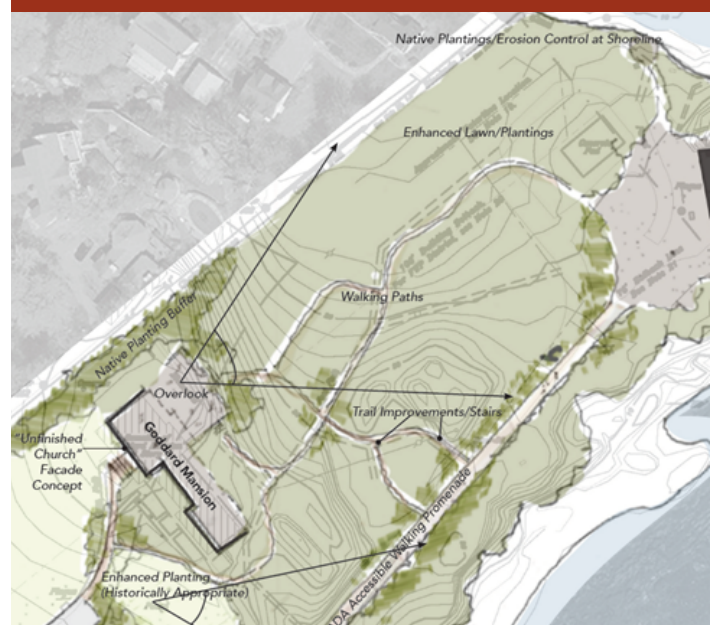 Native Plantings/Erosion Control at Shoreline
Enhanced Lawn/Plantings
Walking Paths
Native Planting Buffer
Overlook
Trail Improvements/Stairs
"Unfinished
Church"
Facade
Concept
Goddard Mansion
ADA Accessible Walking Promenade
Enhanced Planting
(Historically Appropriate)